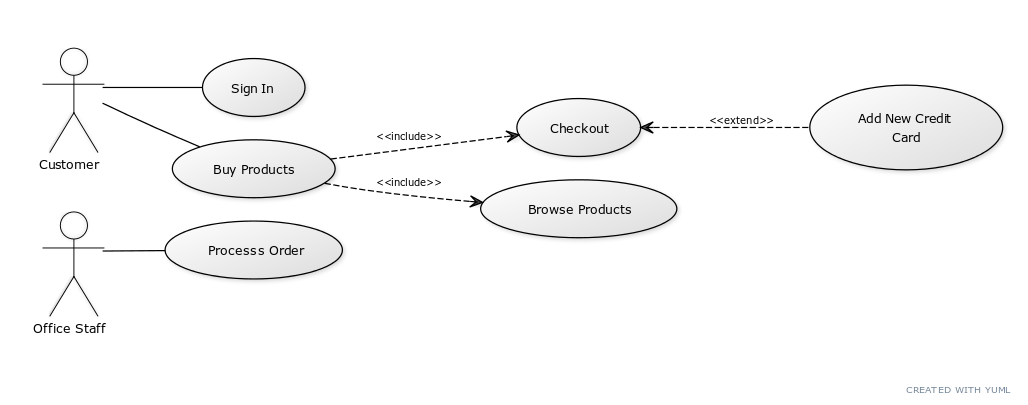 Sign In
Customer
Buy Products
<<include>>
<<include>>
Checkout
Browse Products
<<extend>>
Add New Credit
Card
Processs Order
Office Staff
CREATED WITH YUML